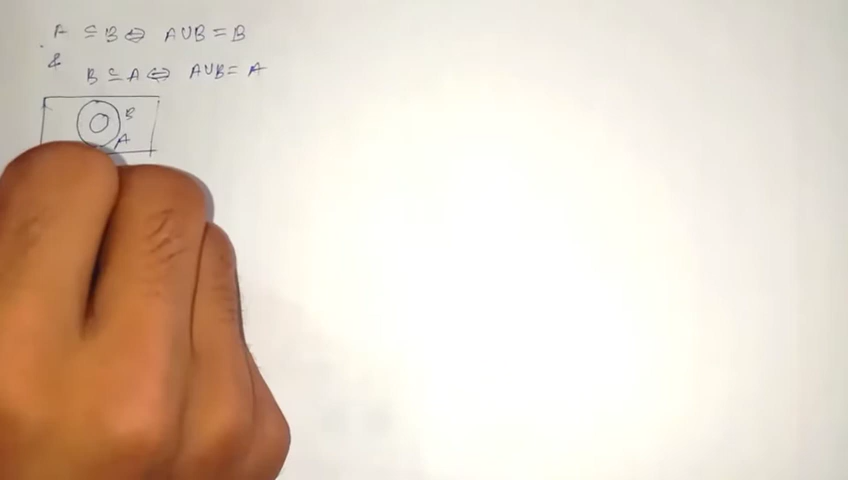 A ⊆ B ⇔ A∪B = B
&
B ⊆ A ⇔ A∪B = A
B
A